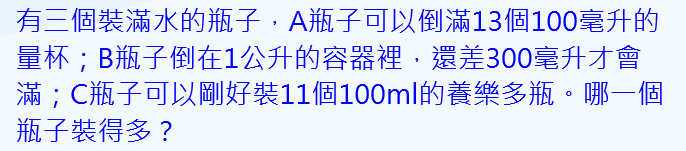 有三個裝滿水的瓶子，A瓶子可以倒滿13個100毫升的
量杯；B瓶子倒在1公升的容器裡，還差300毫升才會
滿；C瓶子可以剛好裝11個100ml的養樂多瓶。哪一個
瓶子裝得多？